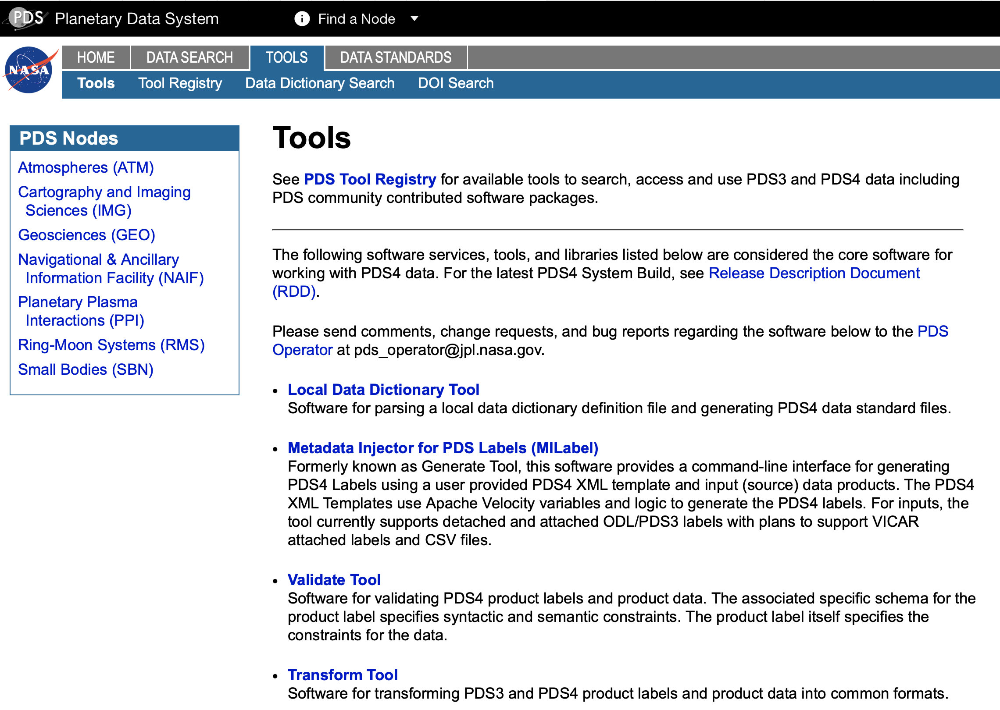 PDS Planetary Data System Find a Node
NASA
HOME DATA SEARCH TOOLS DATA STANDARDS
Tools Tool Registry Data Dictionary Search DOI Search
PDS Nodes
Atmospheres (ATM)
Cartography and Imaging
Sciences (IMG)
Geosciences (GEO)
Navigational & Ancillary
Information Facility (NAIF)
Planetary Plasma
Interactions (PPI)
Ring-Moon Systems (RMS)
Small Bodies (SBN)
Tools
See PDS Tool Registry for available tools to search, access and use PDS3 and PDS4 data including
PDS community contributed software packages.
The following software services, tools, and libraries listed below are considered the core software for
working with PDS4 data. For the latest PDS4 System Build, see Release Description Document
(RDD).
Please send comments, change requests, and bug reports regarding the software below to the PDS
Operator at pds_operator@jpl.nasa.gov.
• Local Data Dictionary Tool
Software for parsing a local data dictionary definition file and generating PDS4 data standard files.
• Metadata Injector for PDS Labels (MILabel)
Formerly known as Generate Tool, this software provides a command-line interface for generating
PDS4 Labels using a user provided PDS4 XML template and input (source) data products. The PDS4
XML Templates use Apache Velocity variables and logic to generate the PDS4 labels. For inputs, the
tool currently supports detached and attached ODL/PDS3 labels with plans to support VICAR
attached labels and CSV files.
• Validate Tool
Software for validating PDS4 product labels and product data. The associated specific schema for the
product label specifies syntactic and semantic constraints. The product label itself specifies the
constraints for the data.
• Transform Tool
Software for transforming PDS3 and PDS4 product labels and product data into common formats.